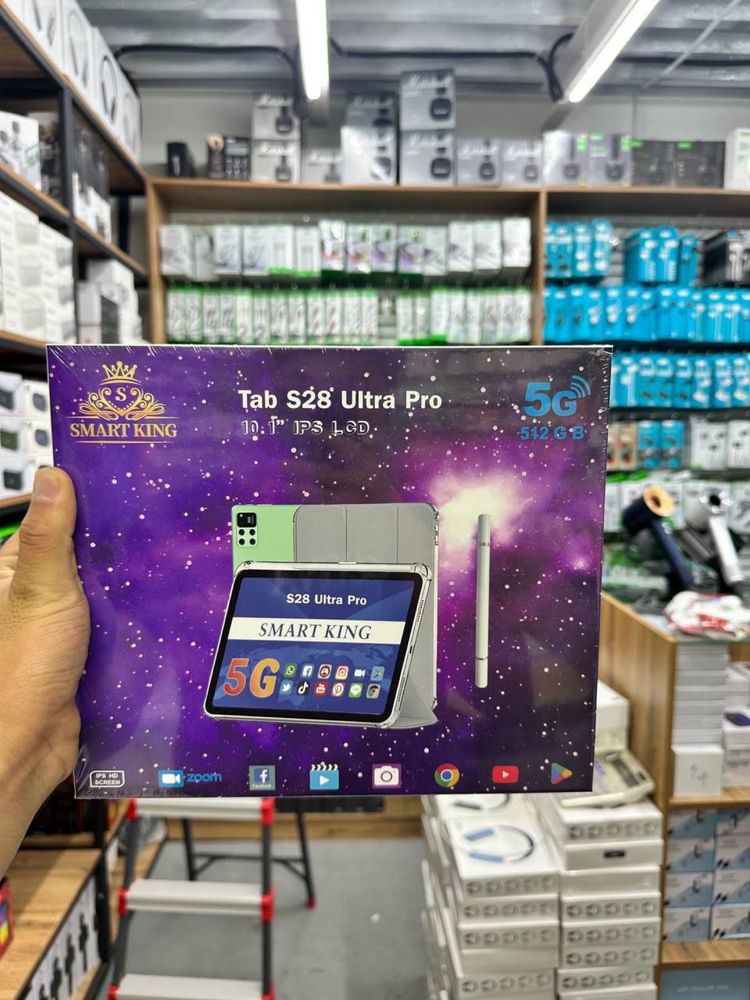 S
SMART KING
Tab S28 Ultra Pro
10.1" IPS LCD
5G
512 GB
S28 Ultra Pro
SMART KING
5G
IPS HD
SCREEN
zoom
Facebook